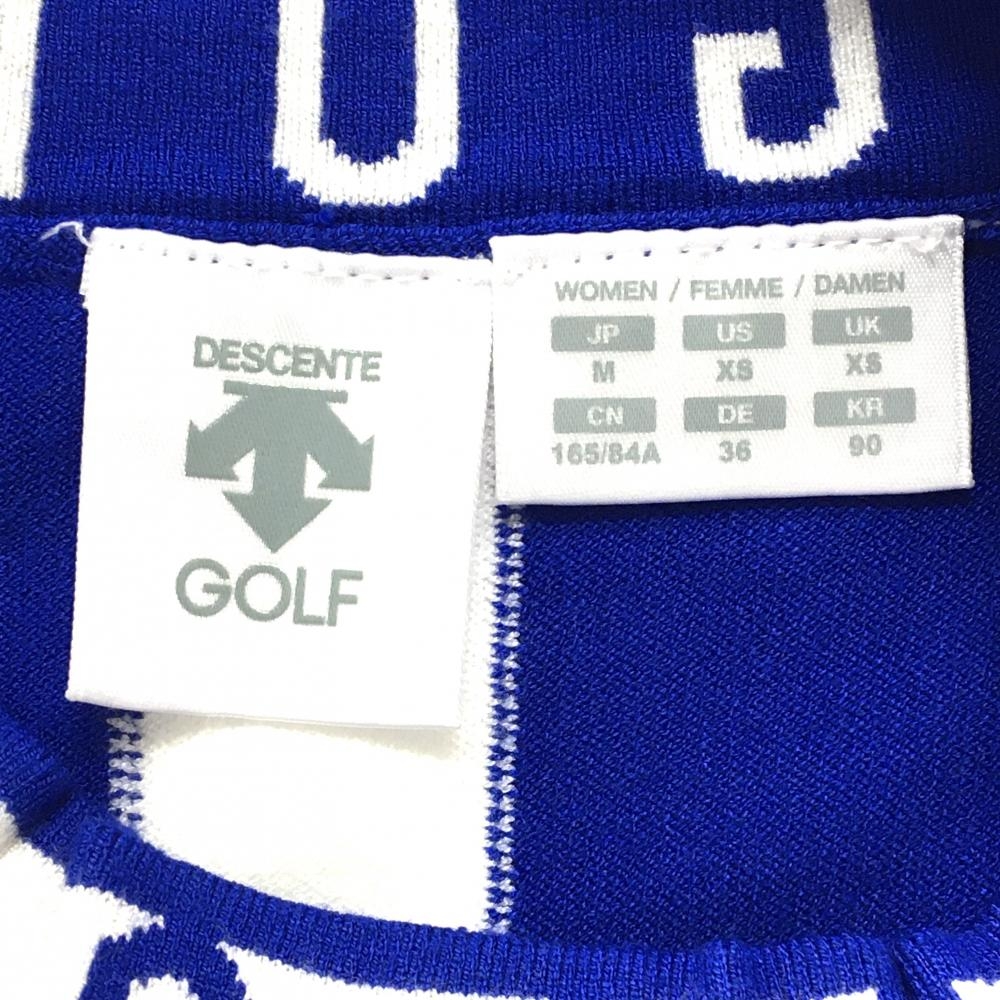 DESCENTE
GOLF
WOMEN / FEMME / DAMEN
JP US UK
M XS XS
CN DE KR
165/84A 36 90